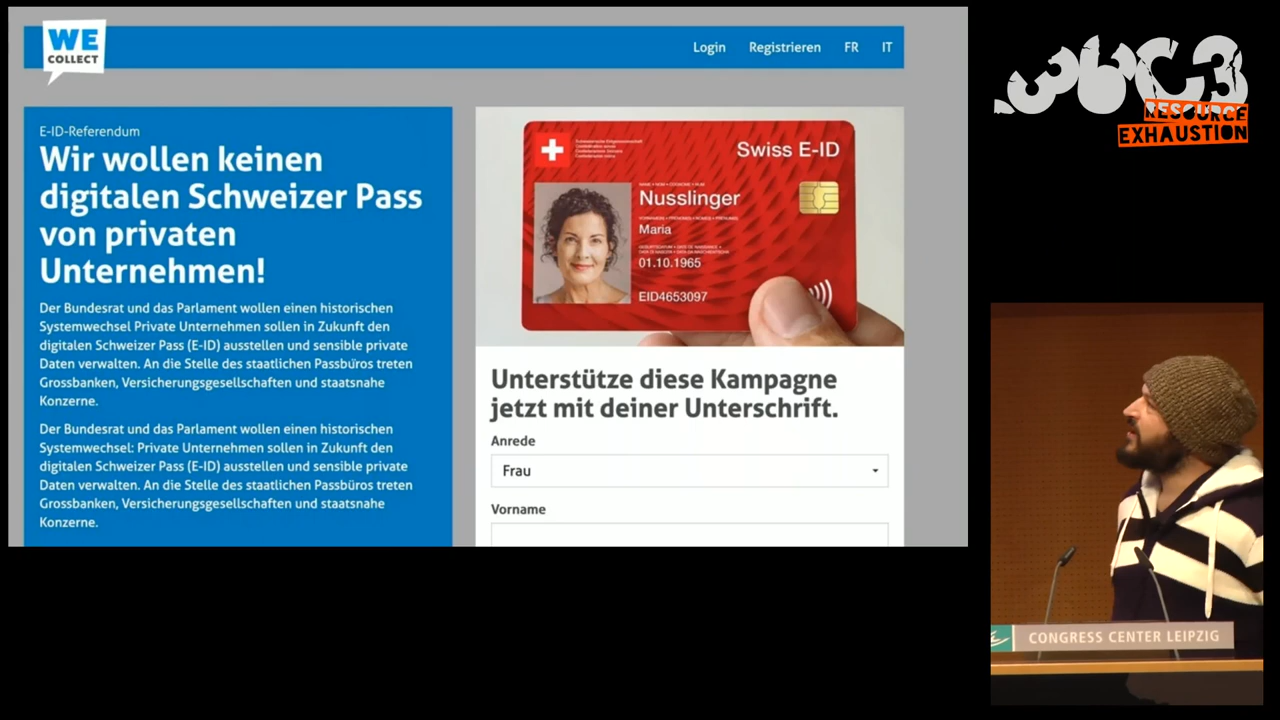 WE
COLLECT
Login
Registrieren
FR
IT
E-ID-Referendum
Wir wollen keinen
digitalen Schweizer Pass
von privaten
Unternehmen!
Der Bundesrat und das Parlament wollen einen historischen
Systemwechsel Private Unternehmen sollen in Zukunft den
digitalen Schweizer Pass (E-ID) ausstellen und sensible private
Daten verwalten. An die Stelle des staatlichen Passbüros treten
Grossbanken, Versicherungsgesellschaften und staatsnahe
Konzerne.
Der Bundesrat und das Parlament wollen einen historischen
Systemwechsel: Private Unternehmen sollen in Zukunft den
digitalen Schweizer Pass (E-ID) ausstellen und sensible private
Daten verwalten. An die Stelle des staatlichen Passbüros treten
Grossbanken, Versicherungsgesellschaften und staatsnahe
Konzerne.
Swiss E-ID
Nusslinger
Maria
01.10.1965
EID4653097
Unterstütze diese Kampagne
jetzt mit deiner Unterschrift.
Anrede
Frau
Vorname
36C3
RESOURCE
EXHAUSTION
CONGRESS CENTER LEIPZIG